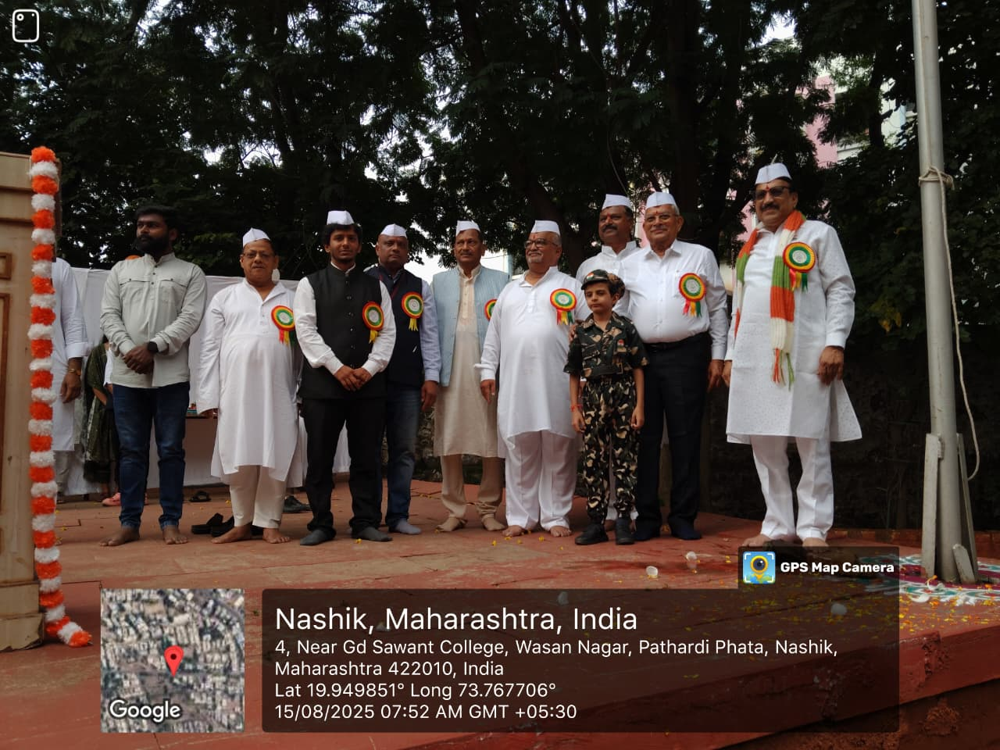 GPS Map Camera
Nashik, Maharashtra, India
4, Near Gd Sawant College, Wasan Nagar, Pathardi Phata, Nashik,
Maharashtra 422010, India
Lat 19.949851° Long 73.767706°
15/08/2025 07:52 AM GMT +05:30
Google